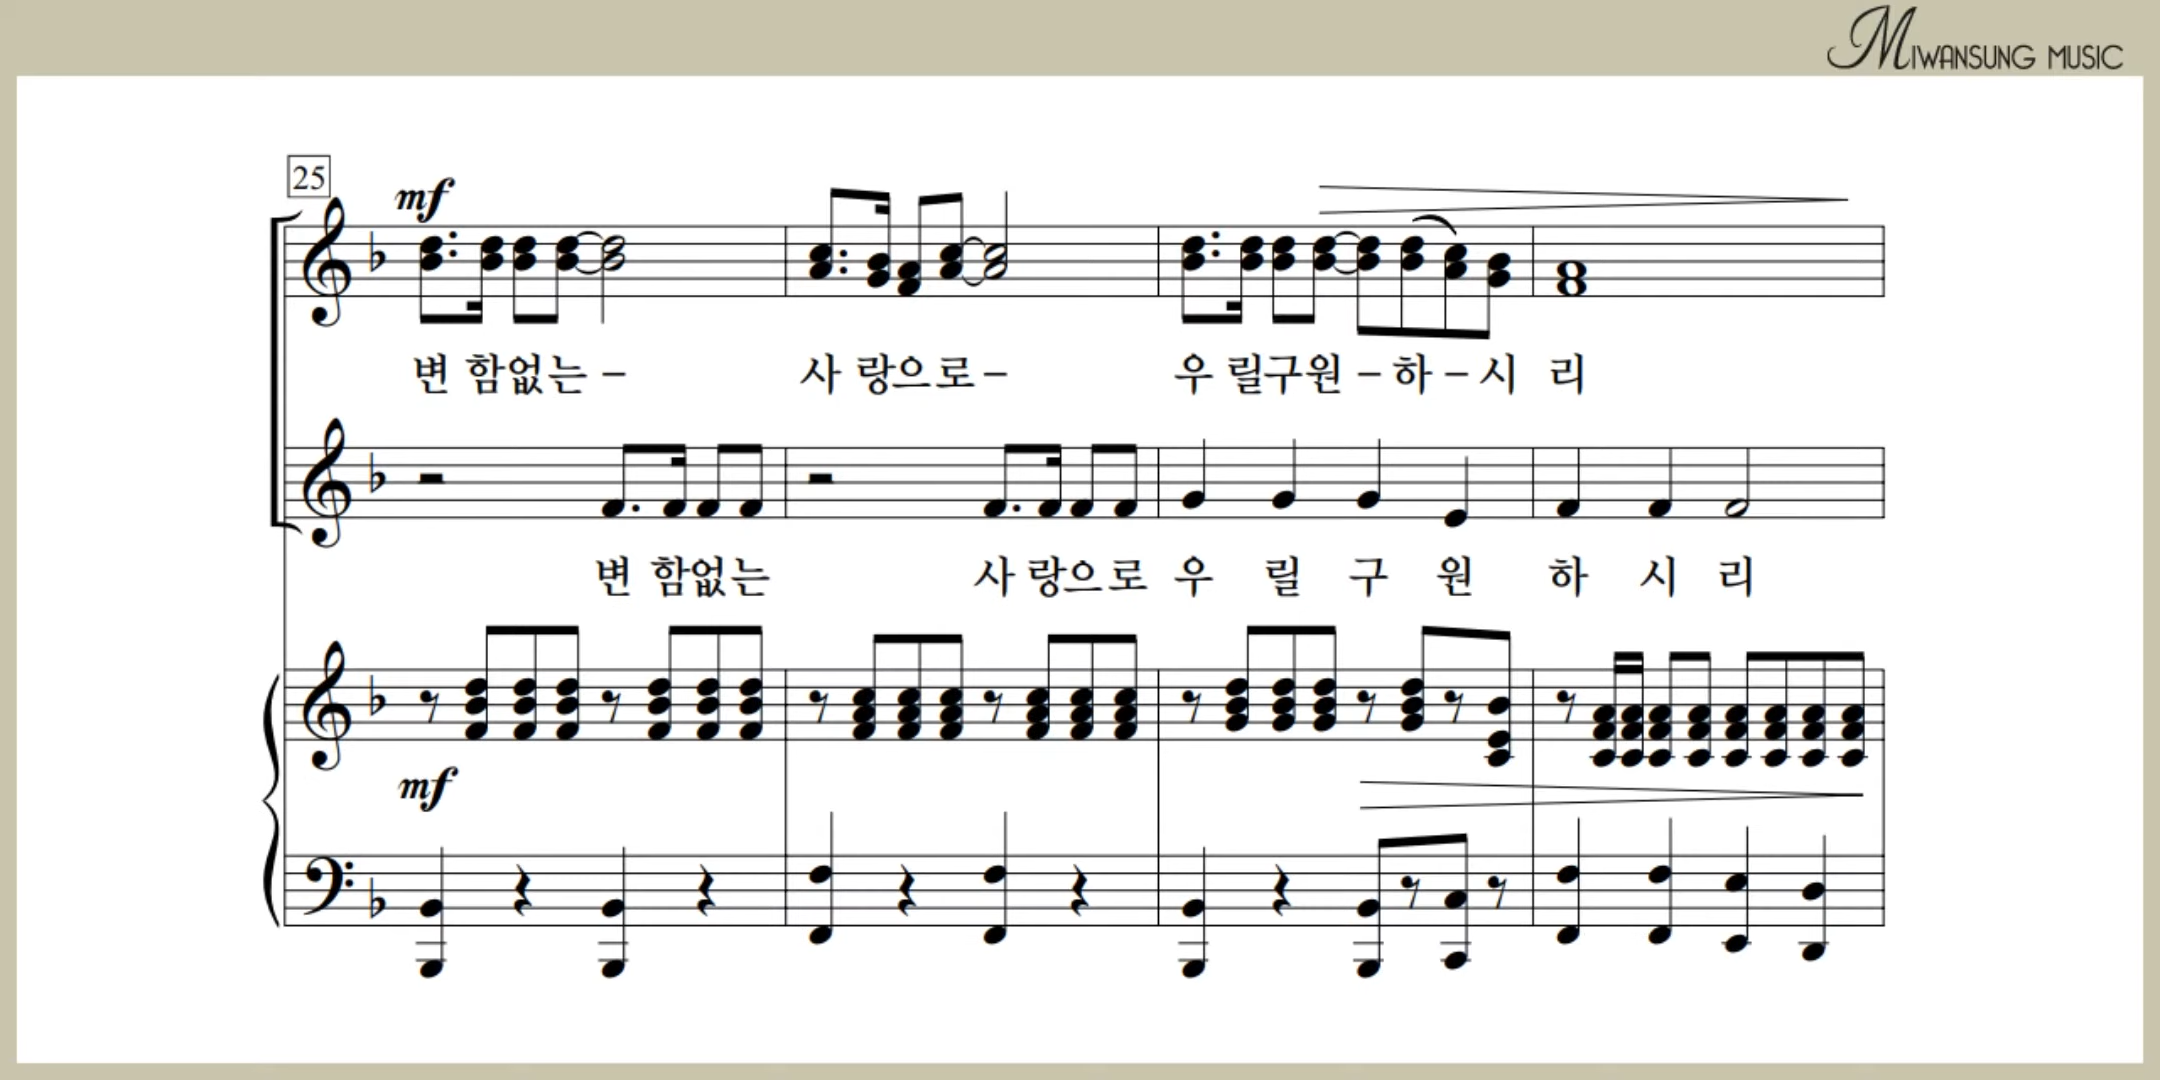 MIWANSUNG MUSIC
25
mf
변 함없는 –
사 랑으로 –
우 릴구원 – 하 – 시 리
변 함없는
사 랑으로 우 릴 구 원 하 시 리
mf